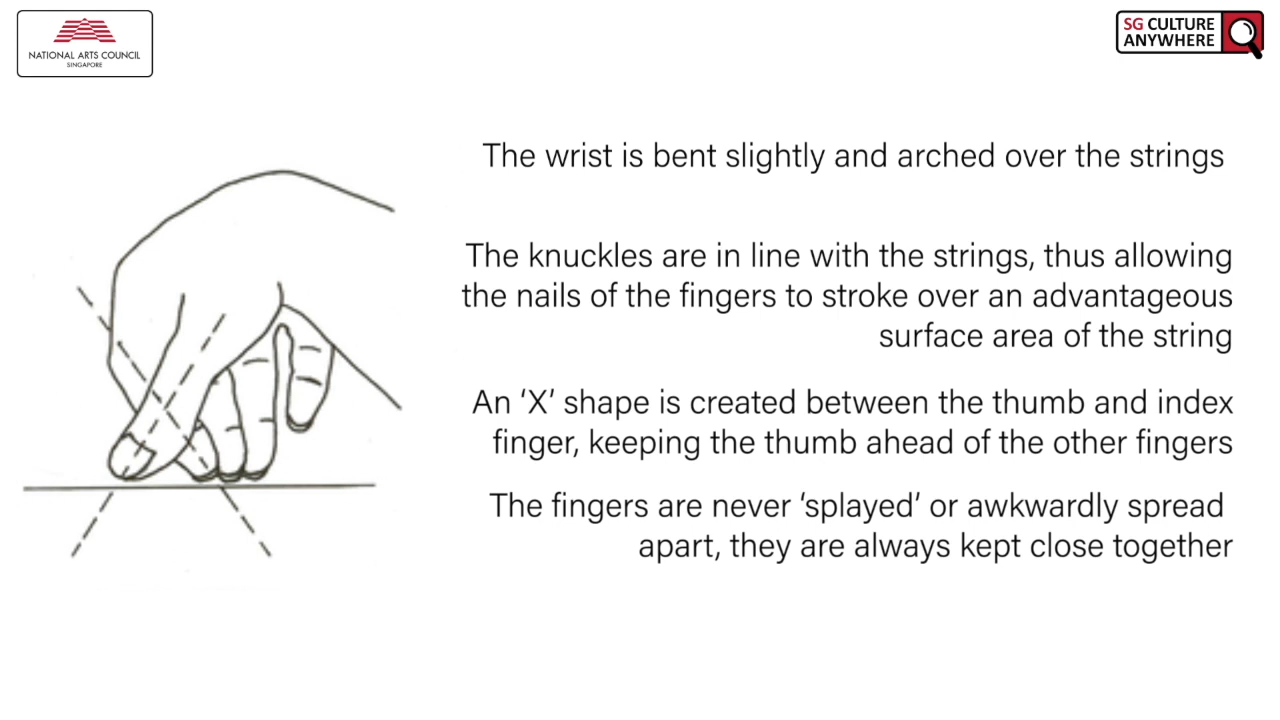 NATIONAL ARTS COUNCIL
SINGAPORE
SG CULTURE
ANYWHERE
The wrist is bent slightly and arched over the strings
The knuckles are in line with the strings, thus allowing
the nails of the fingers to stroke over an advantageous
surface area of the string
An ‘X’ shape is created between the thumb and index
finger, keeping the thumb ahead of the other fingers
The fingers are never ‘splayed’ or awkwardly spread
apart, they are always kept close together